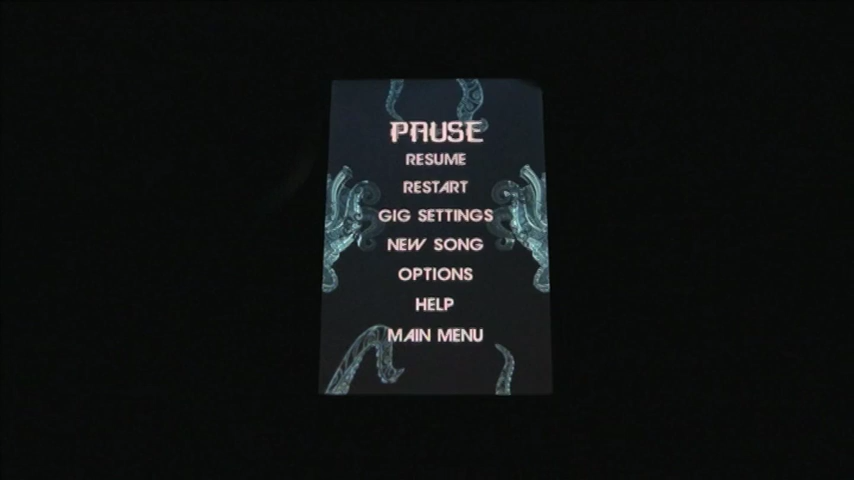 PAUSE
RESUME
RESTART
GIG SETTINGS
NEW SONG
OPTIONS
HELP
MAIN MENU